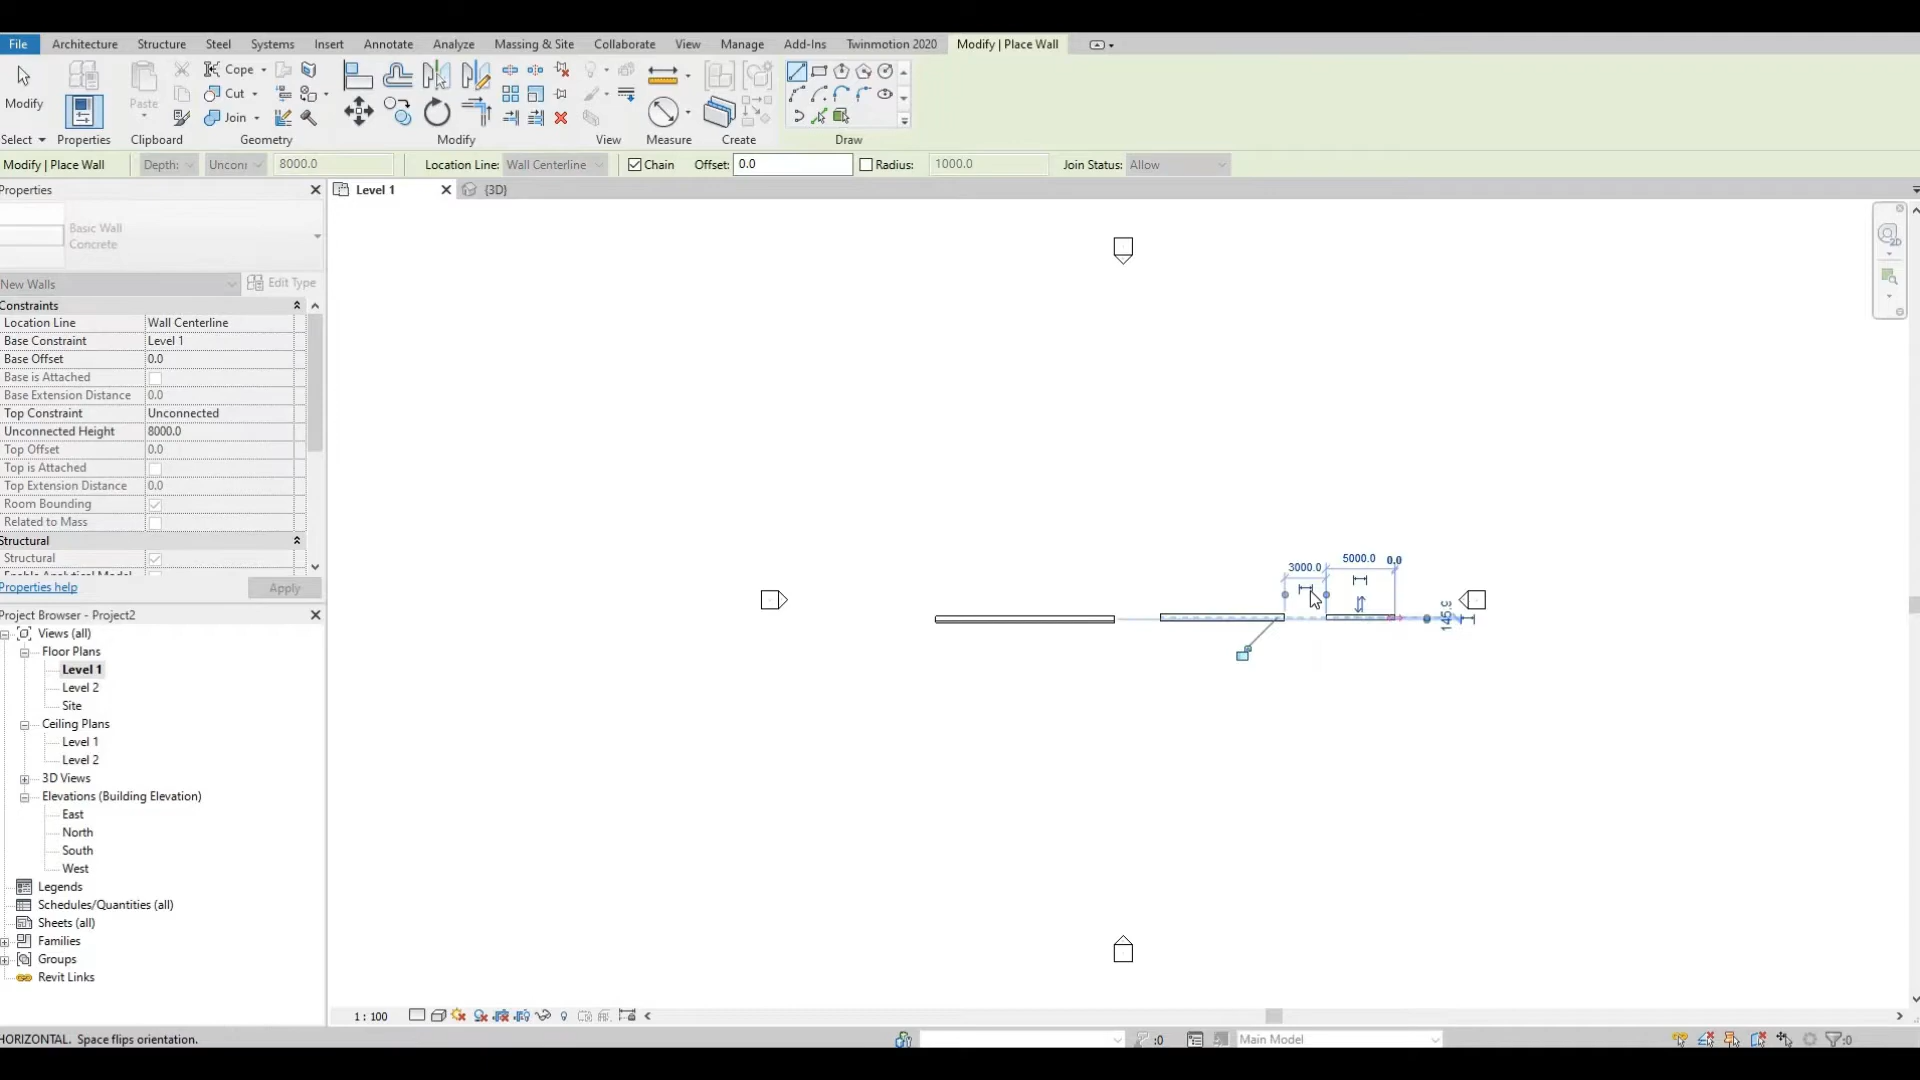 File Architecture Structure Steel Systems Insert Annotate Analyze Massing & Site Collaborate View Manage Add-Ins Twinmotion 2020 Modify | Place Wall
Modify
Paste
Cope
Cut
Join
Select Properties Clipboard Geometry Modify View Measure Create Draw
Modify | Place Wall Depth: Unconi 8000.0 Location Line: Wall Centerline Chain Offset: 0.0 Radius: 1000.0 Join Status: Allow
Properties
Level 1 {3D}
2D
Basic Wall
Concrete
New Walls Edit Type
Constraints
Location Line Wall Centerline
Base Constraint Level 1
Base Offset 0.0
Base is Attached
Base Extension Distance 0.0
Top Constraint Unconnected
Unconnected Height 8000.0
Top Offset 0.0
Top is Attached
Top Extension Distance 0.0
Room Bounding
Related to Mass
Structural
Structural
Properties help Apply
3000.0 5000.0 0.0
145.9
Project Browser - Project2
Views (all)
Floor Plans
Level 1
Level 2
Site
Ceiling Plans
Level 1
Level 2
3D Views
Elevations (Building Elevation)
East
North
South
West
Legends
Schedules/Quantities (all)
Sheets (all)
Families
Groups
Revit Links
1 : 100
HORIZONTAL. Space flips orientation. :0 Main Model :0